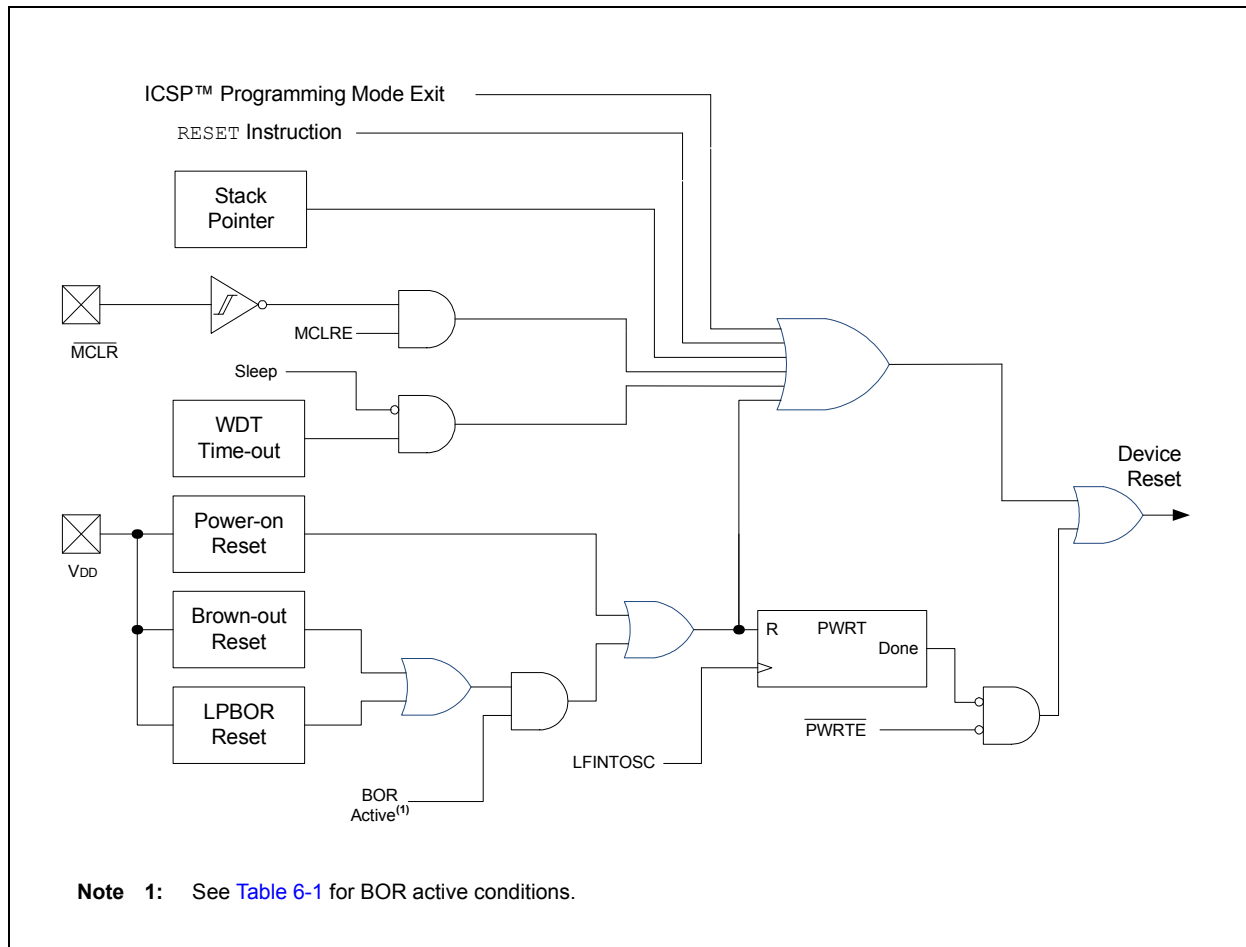 ICSP™ Programming Mode Exit
RESET Instruction
Stack
Pointer
MCLR
MCLRE
Sleep
WDT
Time-out
Device
Reset
VDD
Power-on
Reset
Brown-out
Reset
R PWRT
Done
LPBOR
Reset
PWRTE
LFINTOSC
BOR
Active(1)
Note 1: See Table 6-1 for BOR active conditions.